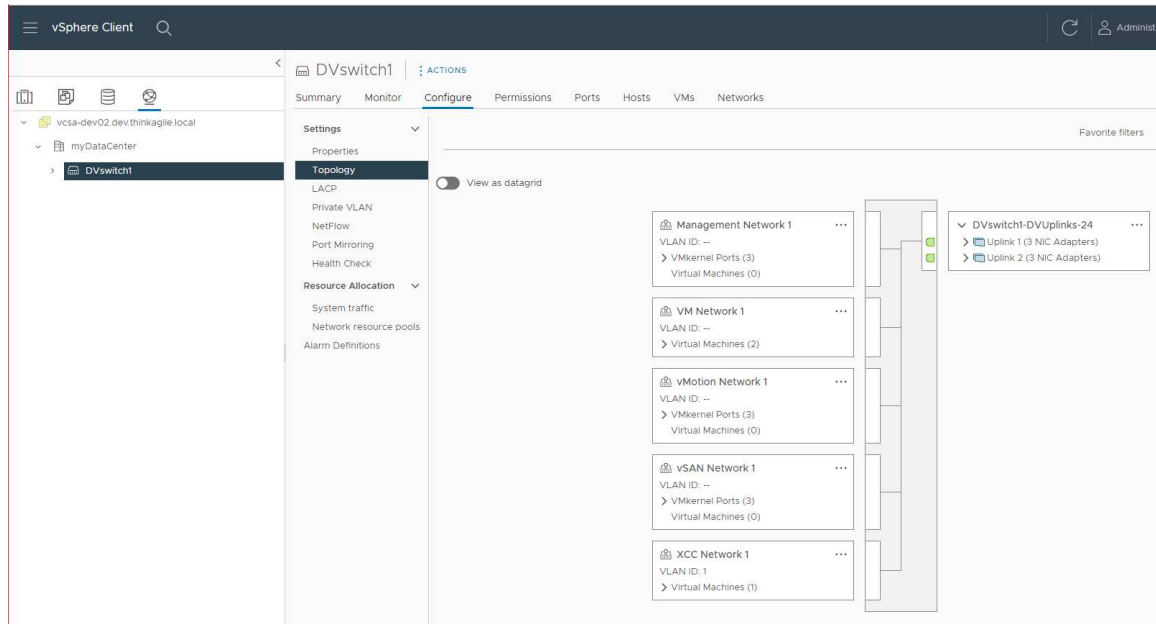 vSphere Client
Administ
DVswitch1
ACTIONS
Summary Monitor Configure Permissions Ports Hosts VMs Networks
vcsa-dev02.dev.thinkagile.local
myDataCenter
DVswitch1
Settings
Properties
Topology
LACP
Private VLAN
NetFlow
Port Mirroring
Health Check
Resource Allocation
System traffic
Network resource pools
Alarm Definitions
Favorite filters
View as datagrid
Management Network 1 ...
VLAN ID: --
VMkernel Ports (3)
Virtual Machines (0)
VM Network 1 ...
VLAN ID: --
Virtual Machines (2)
vMotion Network 1 ...
VLAN ID: --
VMkernel Ports (3)
Virtual Machines (0)
vSAN Network 1 ...
VLAN ID: --
VMkernel Ports (3)
Virtual Machines (0)
XCC Network 1 ...
VLAN ID: 1
Virtual Machines (1)
DVswitch1-DVUplinks-24 ...
Uplink 1 (3 NIC Adapters)
Uplink 2 (3 NIC Adapters)